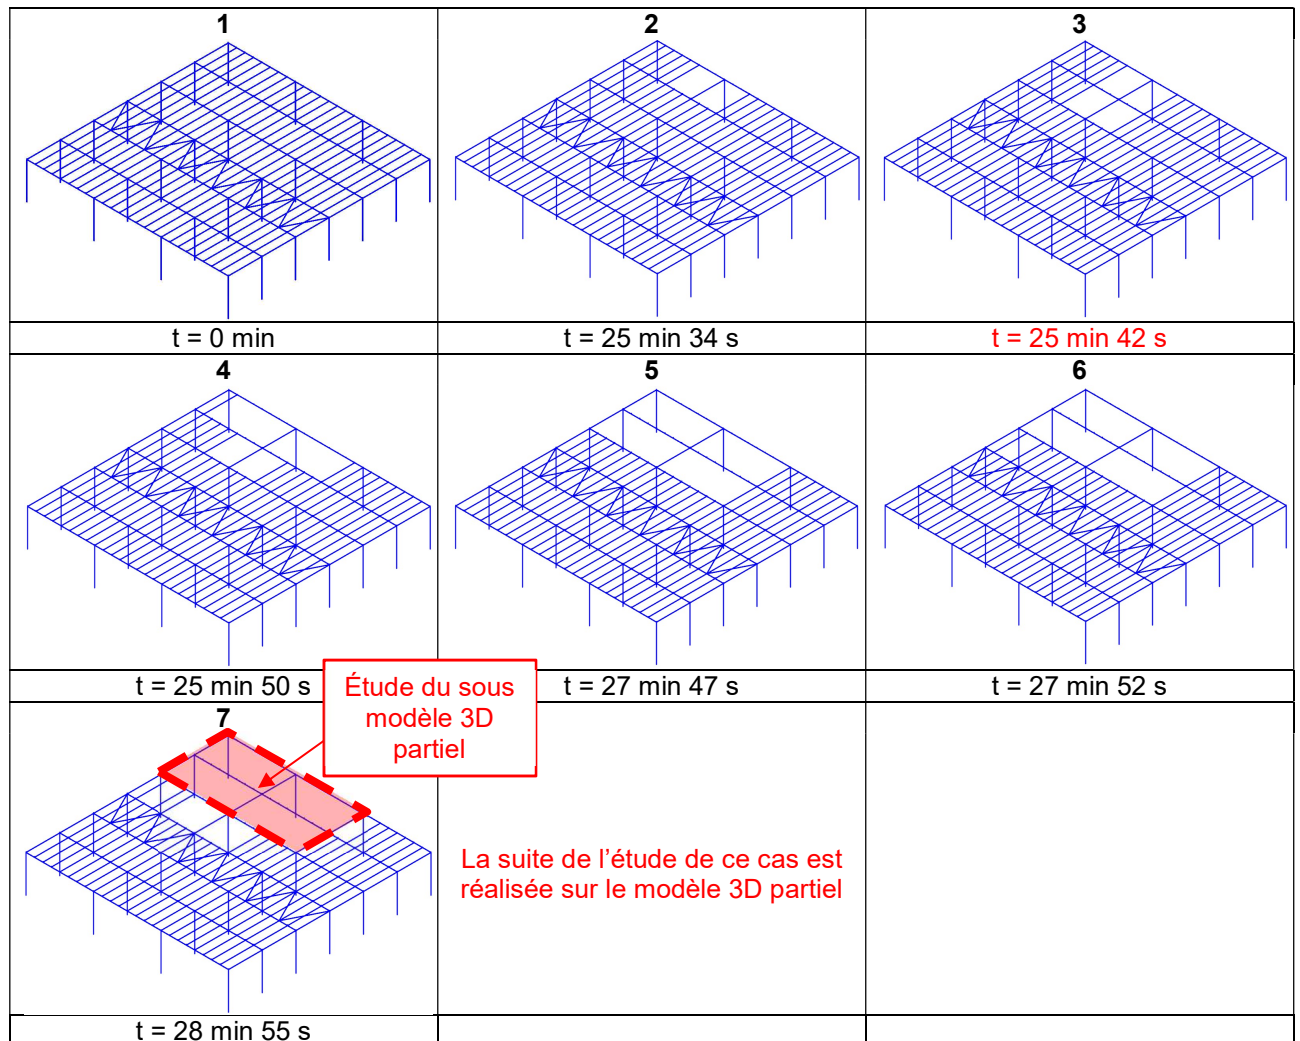 1
2
3
t = 0 min
t = 25 min 34 s
t = 25 min 42 s
4
5
6
t = 25 min 50 s
t = 27 min 47 s
t = 27 min 52 s
Étude du sous
modèle 3D
partiel
7
La suite de l’étude de ce cas est
réalisée sur le modèle 3D partiel
t = 28 min 55 s